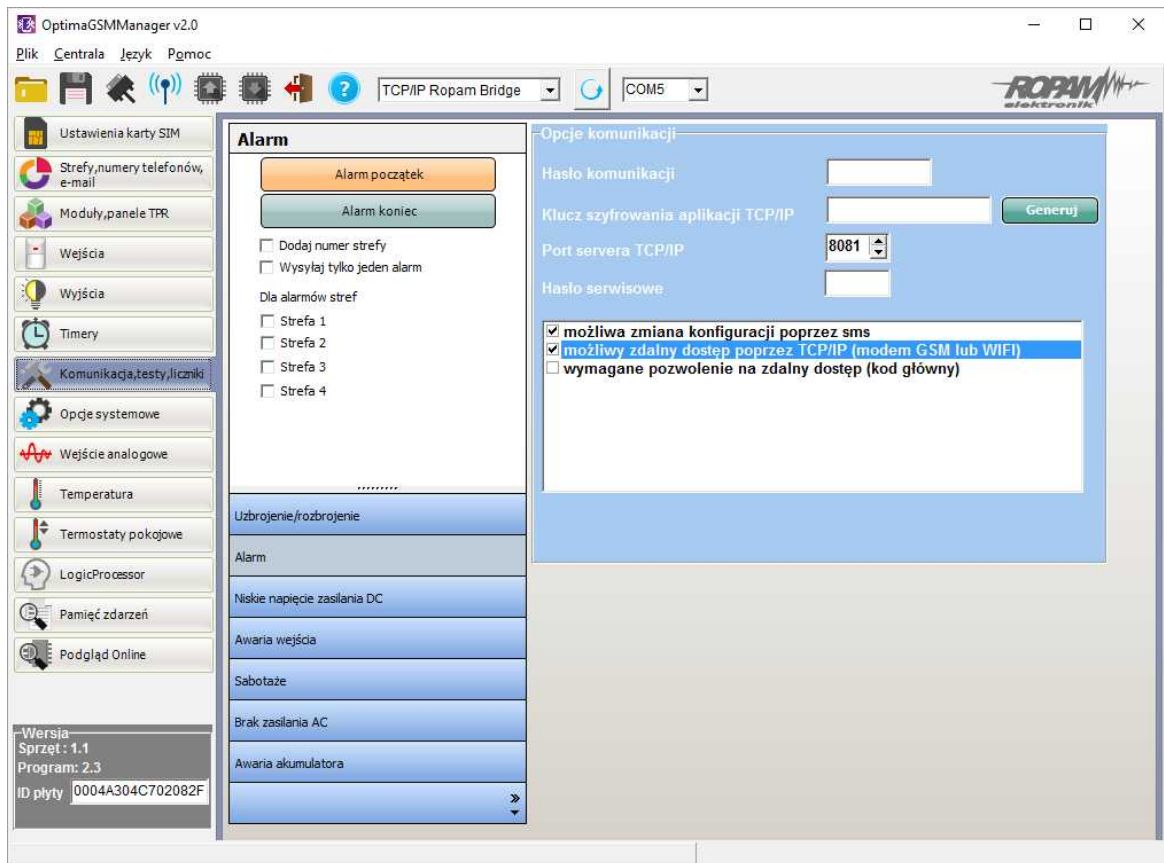 OptimaGSMManager v2.0
Plik Centrala Język Pomoc
TCP/IP Ropam Bridge
COM5
ROPAM
elektronik
Ustawienia karty SIM
Strefy,numery telefonów,
e-mail
Moduły,panele TPR
Wejścia
Wyjścia
Timery
Komunikacja,testy,liczniki
Opcje systemowe
Wejście analogowe
Temperatura
Termostaty pokojowe
LogicProcessor
Pamięć zdarzeń
Podgląd Online
Wersja
Sprzęt : 1.1
Program: 2.3
ID płyty 0004A304C702082F
Alarm
Alarm początek
Alarm koniec
Dodaj numer strefy
Wysyłaj tylko jeden alarm
Dla alarmów stref
Strefa 1
Strefa 2
Strefa 3
Strefa 4
Uzbrojenie/rozbrojenie
Alarm
Niskie napięcie zasilania DC
Awaria wejścia
Sabotaże
Brak zasilania AC
Awaria akumulatora
Opcje komunikacji
Hasło komunikacji
Klucz szyfrowania aplikacji TCP/IP
Generuj
Port servera TCP/IP
8081
Hasło serwisowe
możliwa zmiana konfiguracji poprzez sms
możliwy zdalny dostęp poprzez TCP/IP (modem GSM lub WIFI)
wymagane pozwolenie na zdalny dostęp (kod główny)